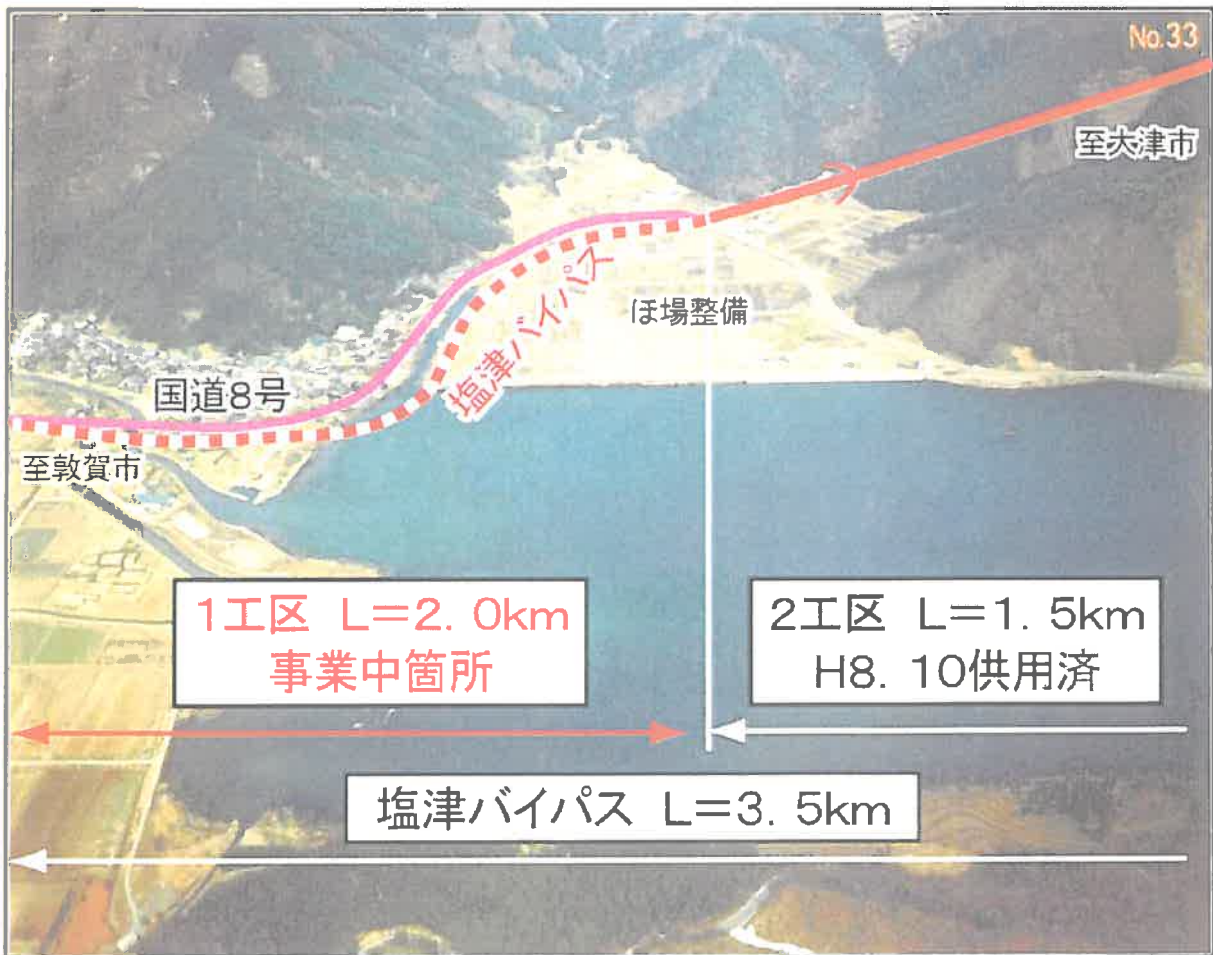 No.33
至大津市
塩津バイパス
ほ場整備
国道8号
至敦賀市
1工区 L=2. 0km
事業中箇所
2工区 L=1. 5km
H8. 10供用済
塩津バイパス L=3. 5km